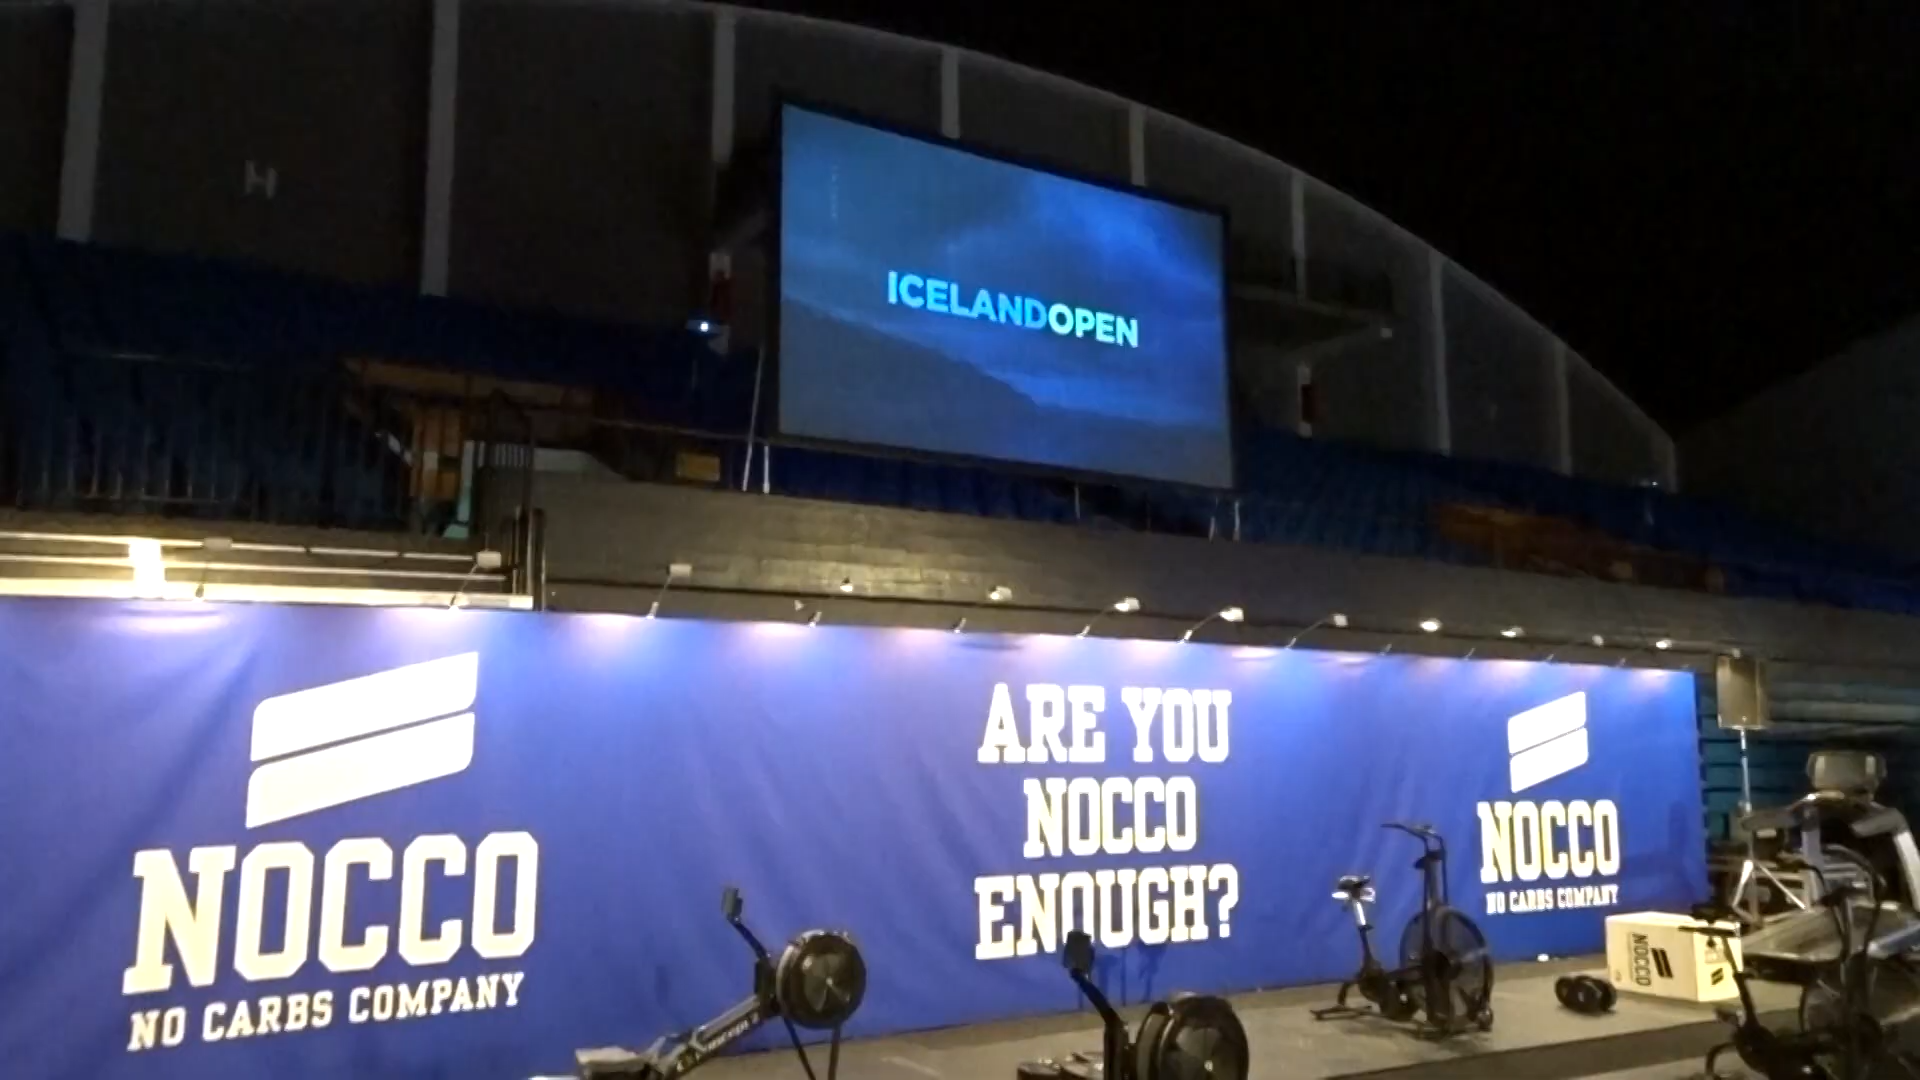 H
ICELANDOPEN
NOCCO
NO CARBS COMPANY
ARE YOU
NOCCO
ENOUGH?
NOCCO
NO CARBS COMPANY
NOCCO